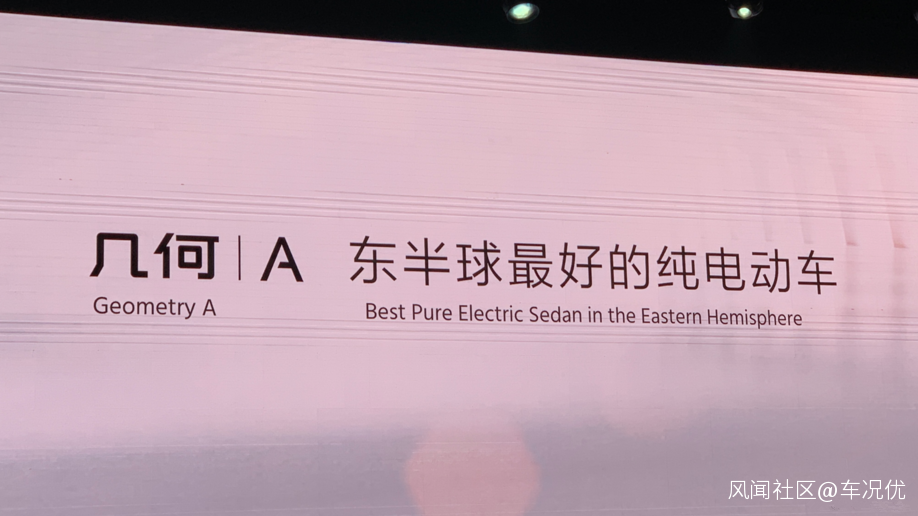 几何 | A 东半球最好的纯电动车
Geometry A Best Pure Electric Sedan in the Eastern Hemisphere
风闻社区@车况优